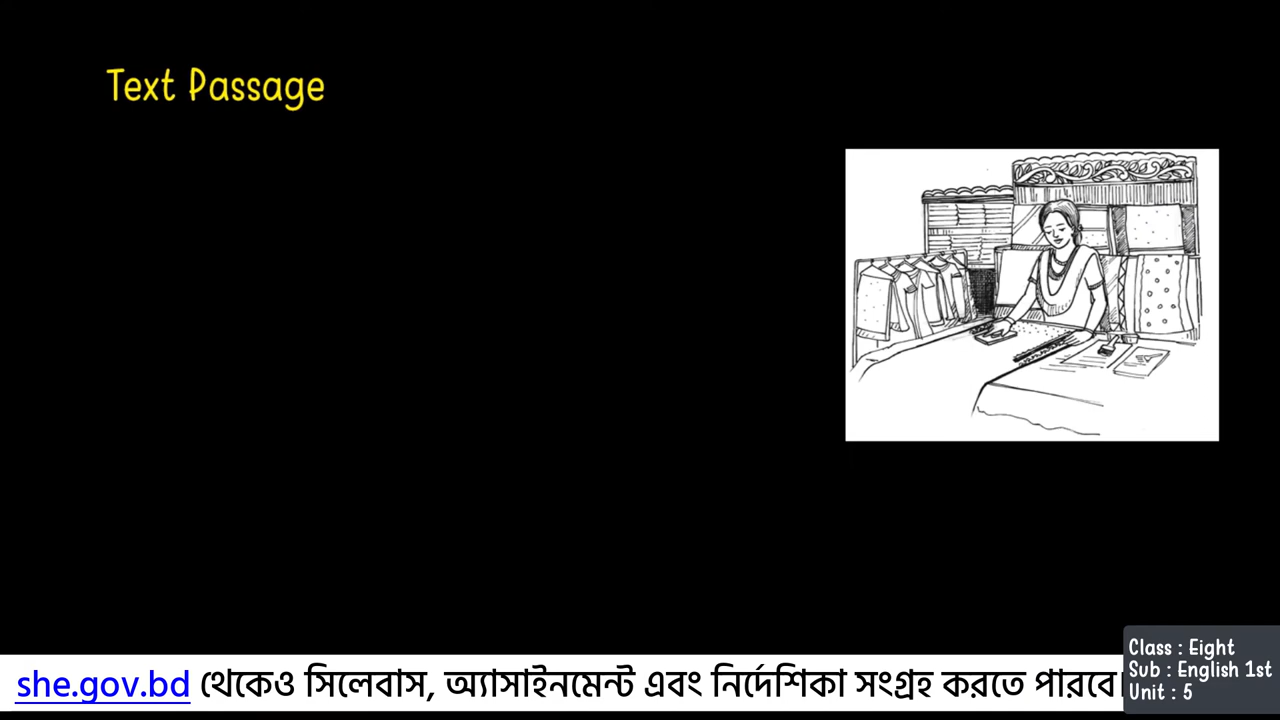 Text Passage
she.gov.bd থেকেও সিলেবাস, অ্যাসাইনমেন্ট এবং নির্দেশিকা সংগ্রহ করতে পারবে।
Class : Eight
Sub : English 1st
Unit : 5